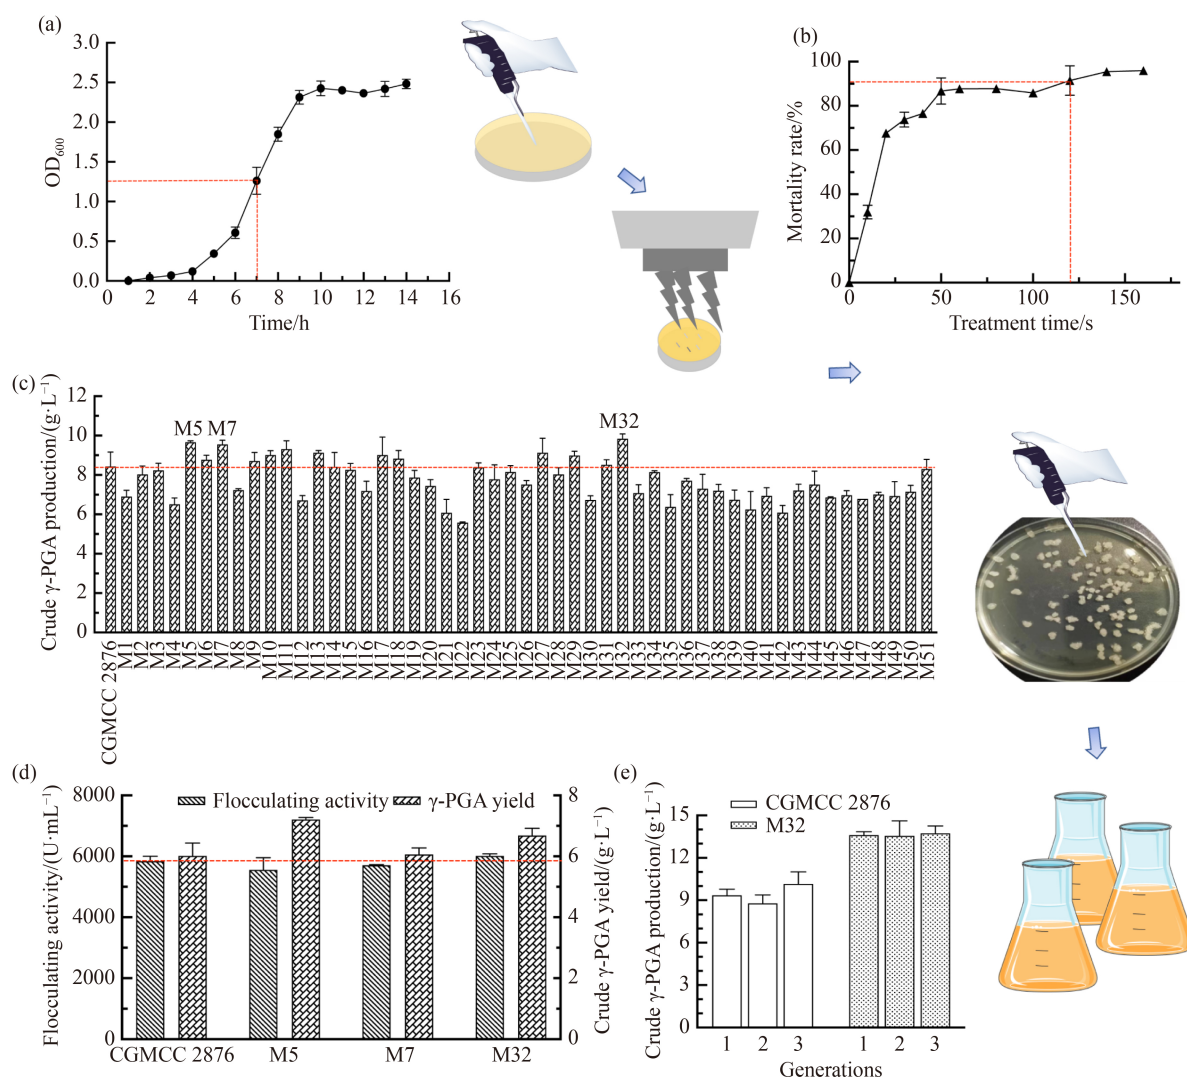 (a)
3.0
2.5
2.0
1.5
1.0
0.5
0.0
OD600
0 2 4 6 8 10 12 14 16
Time/h
(b)
100
80
60
40
20
0
Mortality rate/%
0 50 100 150
Treatment time/s
(c)
12
10
8
6
4
2
0
Crude γ-PGA production/(g·L−1)
M5 M7
M32
CGMCC 2876
M1
M2
M3
M4
M5
M6
M7
M8
M9
M10
M11
M12
M13
M14
M15
M16
M17
M18
M19
M20
M21
M22
M23
M24
M25
M26
M27
M28
M29
M30
M31
M32
M33
M34
M35
M36
M37
M38
M39
M40
M41
M42
M43
M44
M45
M46
M47
M48
M49
M50
M51
(d)
8000
6000
4000
2000
0
Flocculating activity/(U·mL−1)
Flocculating activity
γ-PGA yield
8
6
4
2
0
Crude γ-PGA yield/(g·L−1)
CGMCC 2876 M5 M7 M32
(e)
15
12
9
6
3
0
Crude γ-PGA production/(g·L−1)
CGMCC 2876
M32
1 2 3 1 2 3
Generations